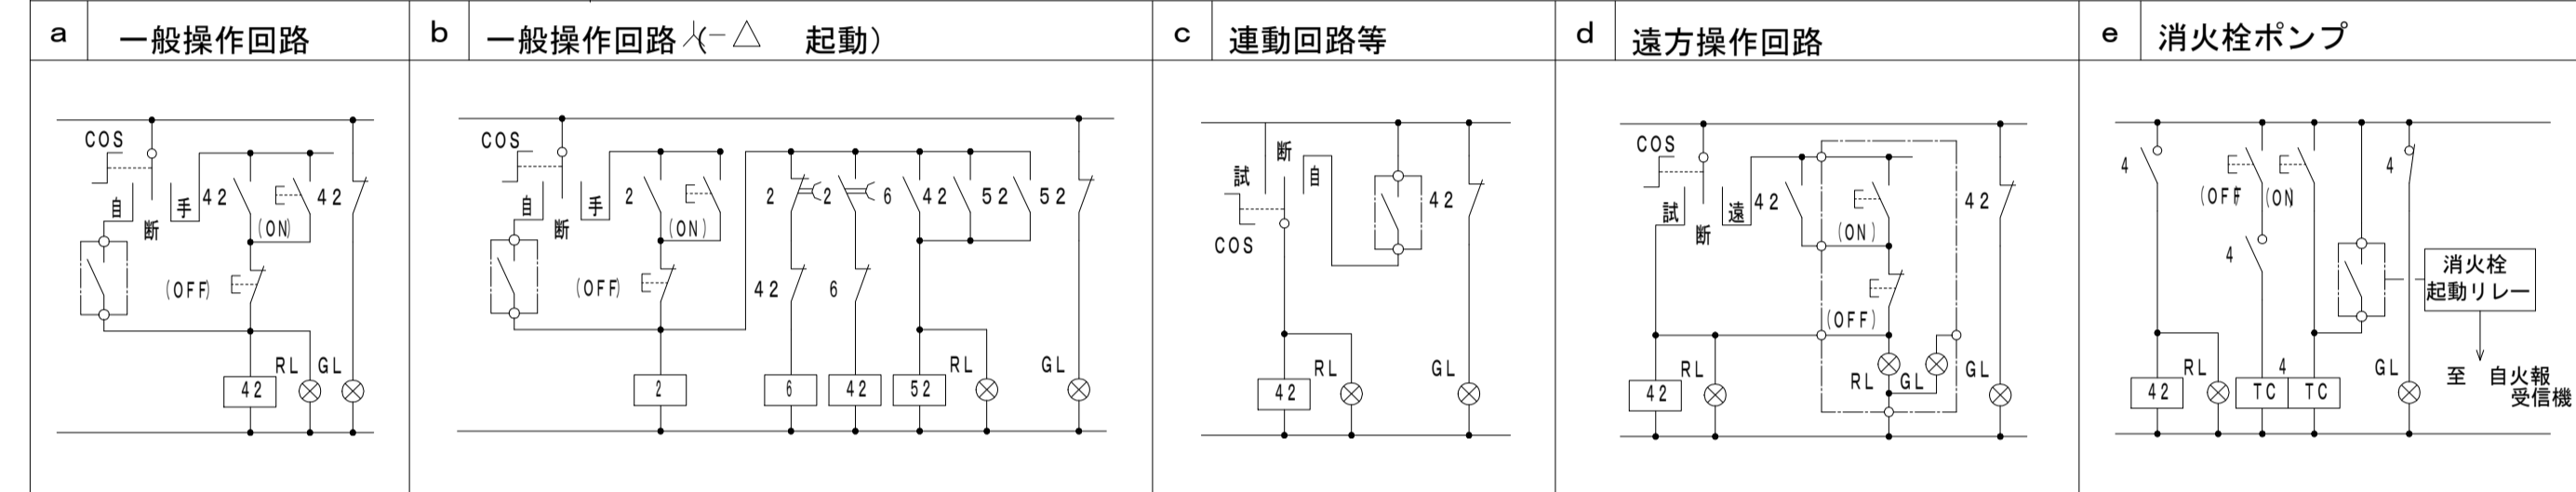 a 一般操作回路
b 一般操作回路(人-△ 起動)
c 連動回路等
d 遠方操作回路
e 消火栓ポンプ
COS
自
断
手
42
(ON)
42
(OFF)
RL
GL
42
COS
自
断
手
2
(ON)
(OFF)
2
2
6
42
52
52
42
6
RL
GL
2
6
42
52
試
断
自
COS
42
RL
GL
42
COS
試
断
遠
42
(ON)
42
(OFF)
RL
RL
GL
GL
42
4
(OFF)
(ON)
4
4
消火栓
起動リレー
RL
4
GL
42
TC
TC
至 自火報
受信機